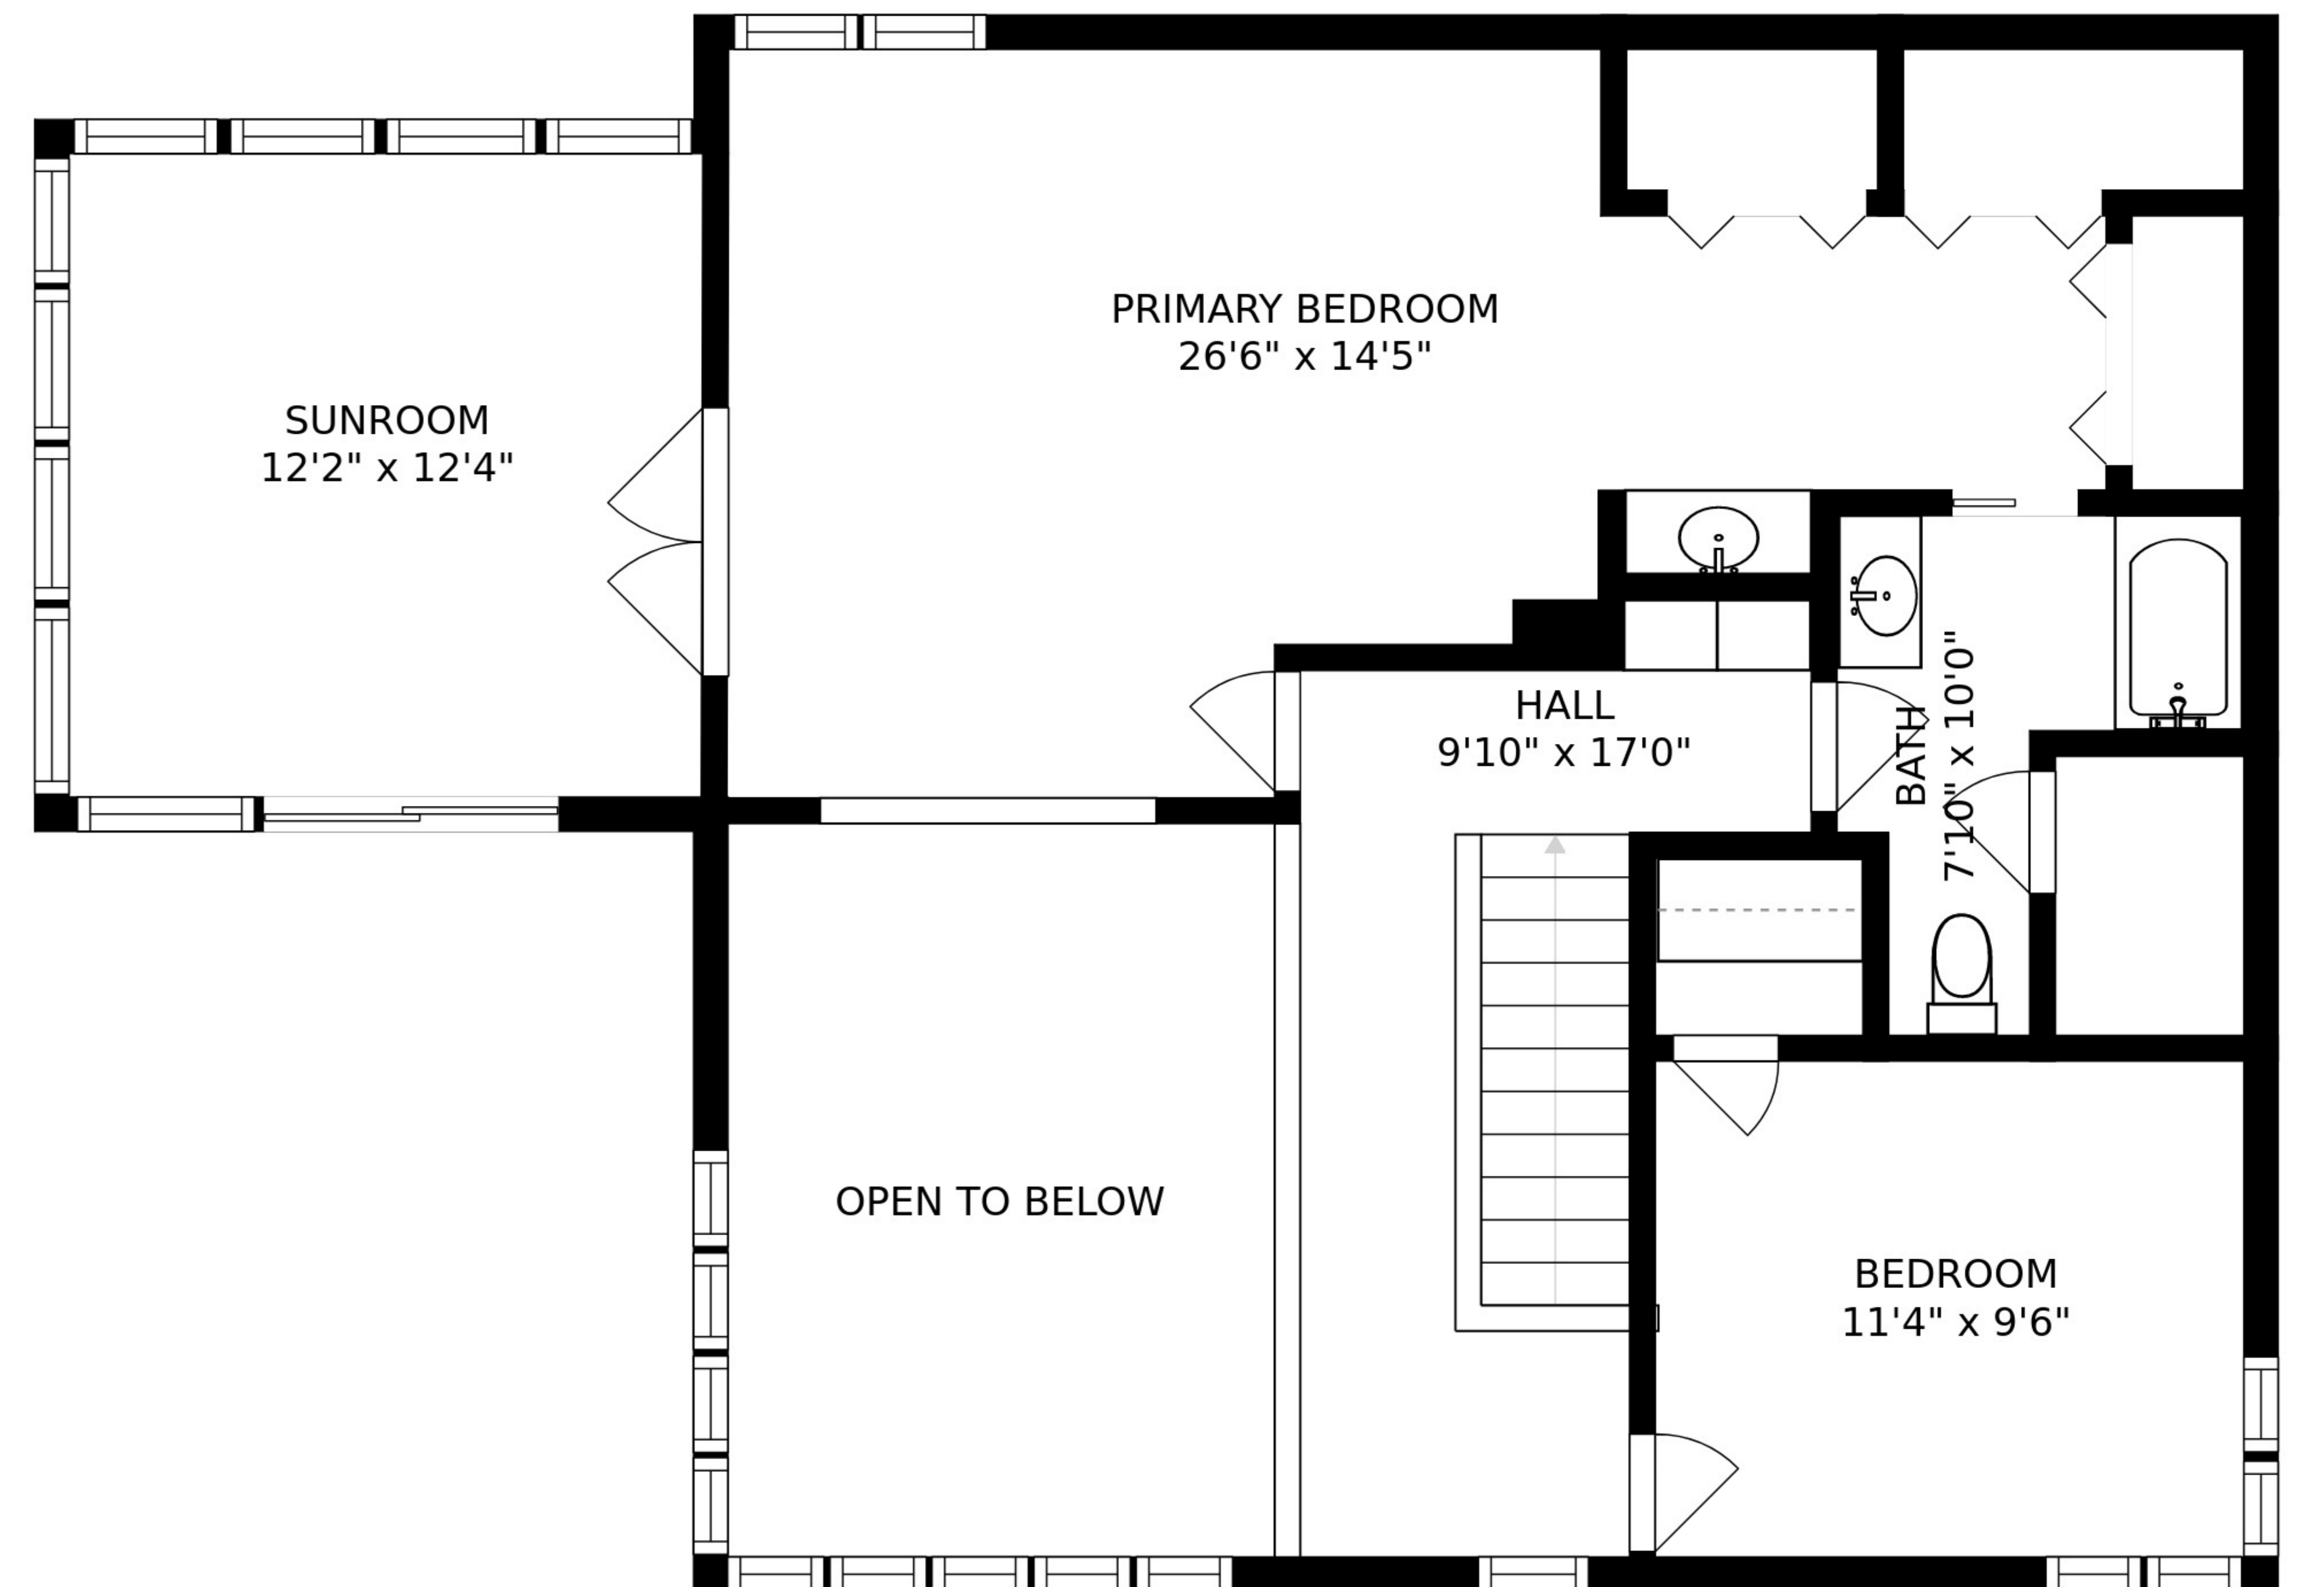 PRIMARY BEDROOM
26'6" x 14'5"
SUNROOM
12'2" x 12'4"
HALL
9'10" x 17'0"
BATH
7'10" x 10'0"
OPEN TO BELOW
BEDROOM
11'4" x 9'6"